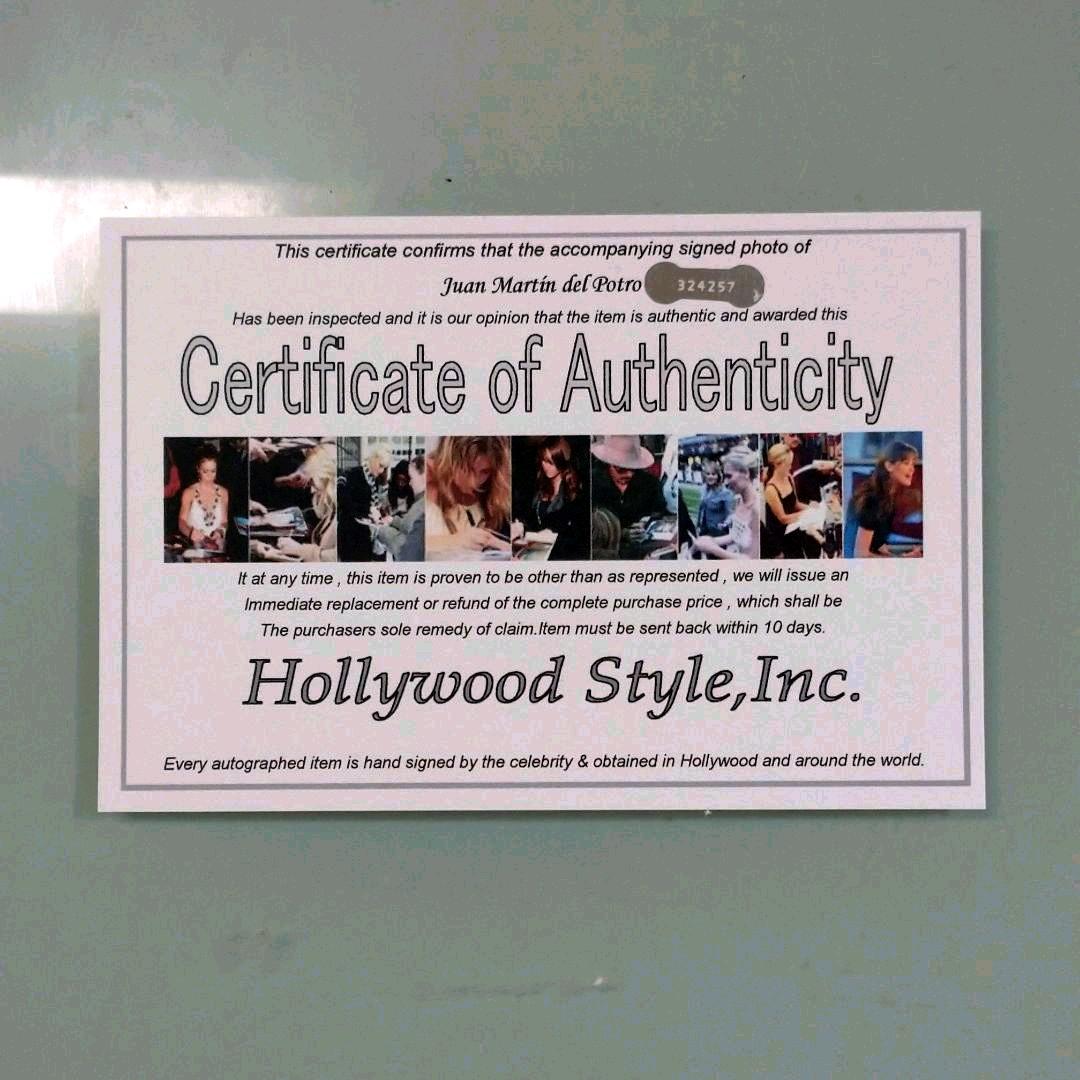 This certificate confirms that the accompanying signed photo of
Juan Martín del Potro 324257
Has been inspected and it is our opinion that the item is authentic and awarded this
Certificate of Authenticity
It at any time , this item is proven to be other than as represented , we will issue an
Immediate replacement or refund of the complete purchase price , which shall be
The purchasers sole remedy of claim.Item must be sent back within 10 days.
Hollywood Style,Inc.
Every autographed item is hand signed by the celebrity & obtained in Hollywood and around the world.